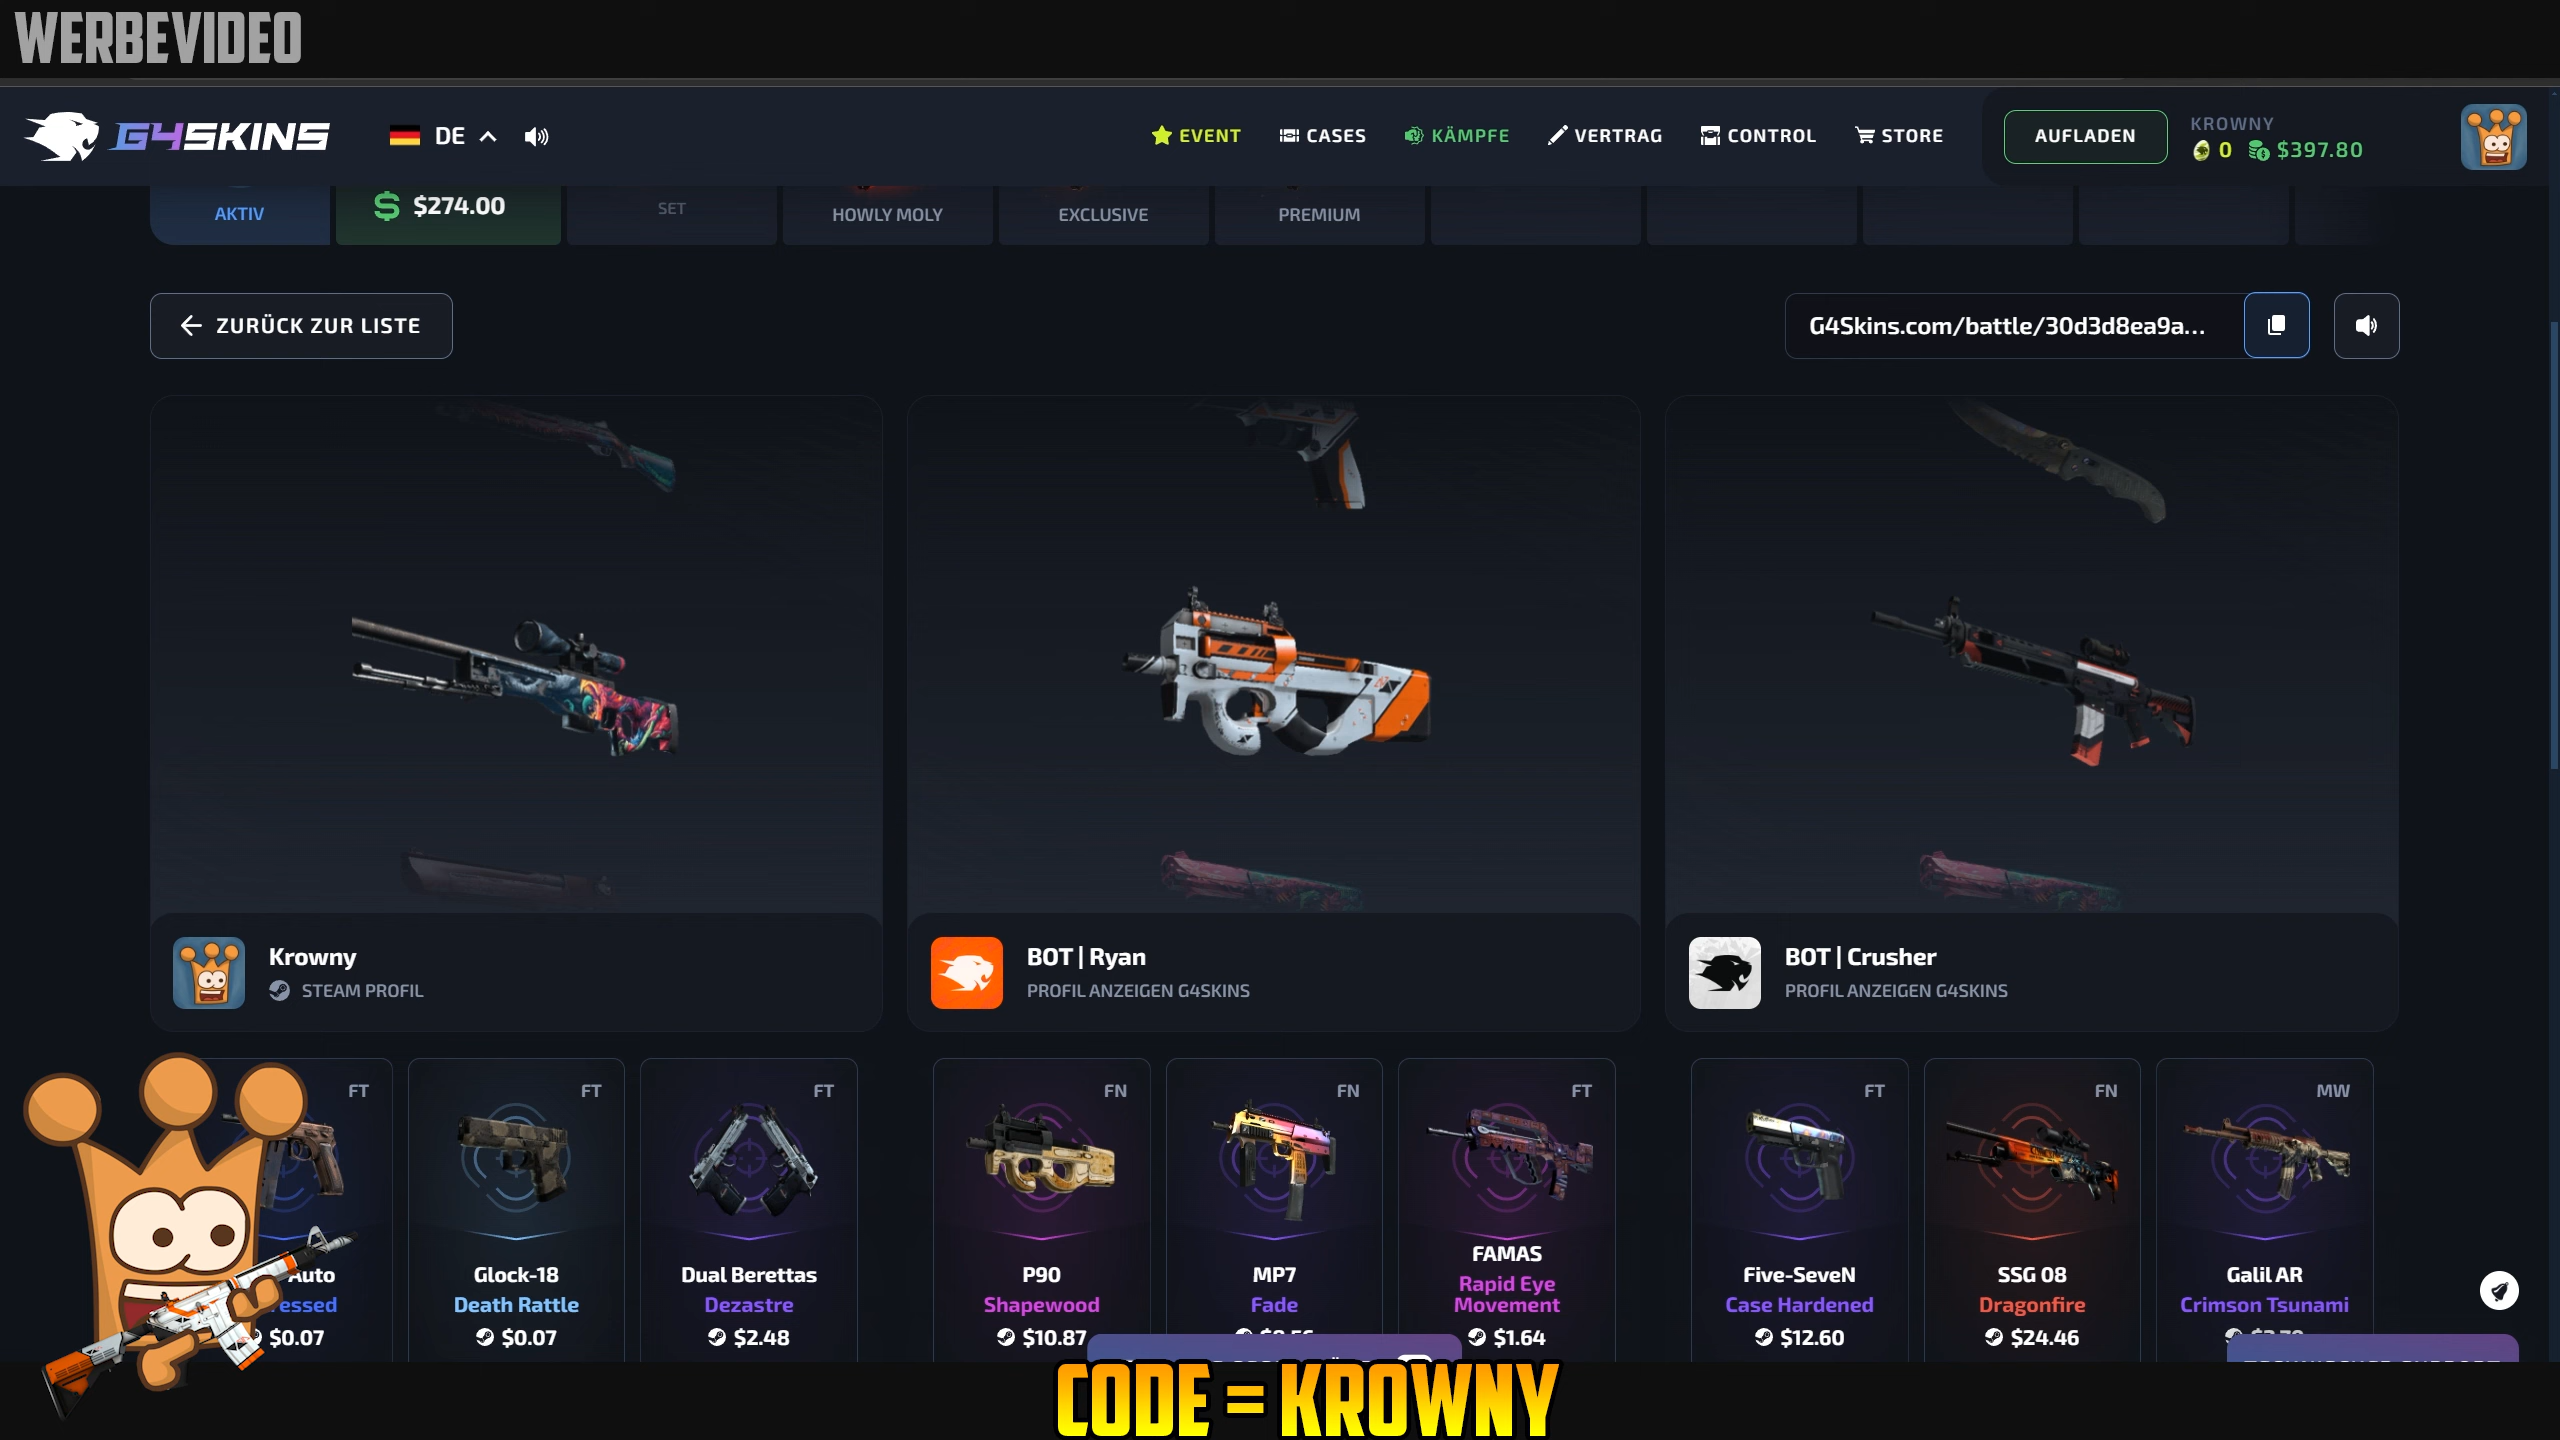 WERBEVIDEO
G4SKINS
DE
EVENT
CASES
KÄMPFE
VERTRAG
CONTROL
STORE
AUFLADEN
KROWNY
0
$397.80
AKTIV
$274.00
SET
HOWLY MOLY
EXCLUSIVE
PREMIUM
ZURÜCK ZUR LISTE
G4Skins.com/battle/30d3d8ea9a...
Krowny
STEAM PROFIL
BOT | Ryan
PROFIL ANZEIGEN G4SKINS
BOT | Crusher
PROFIL ANZEIGEN G4SKINS
FT
Auto
$0.07
FT
Glock-18
Death Rattle
$0.07
FT
Dual Berettas
Dezastre
$2.48
FN
P90
Shapewood
$10.87
FN
MP7
Fade
FT
FAMAS
Rapid Eye
Movement
$1.64
FT
Five-SeveN
Case Hardened
$12.60
FN
SSG 08
Dragonfire
$24.46
MW
Galil AR
Crimson Tsunami
CODE = KROWNY